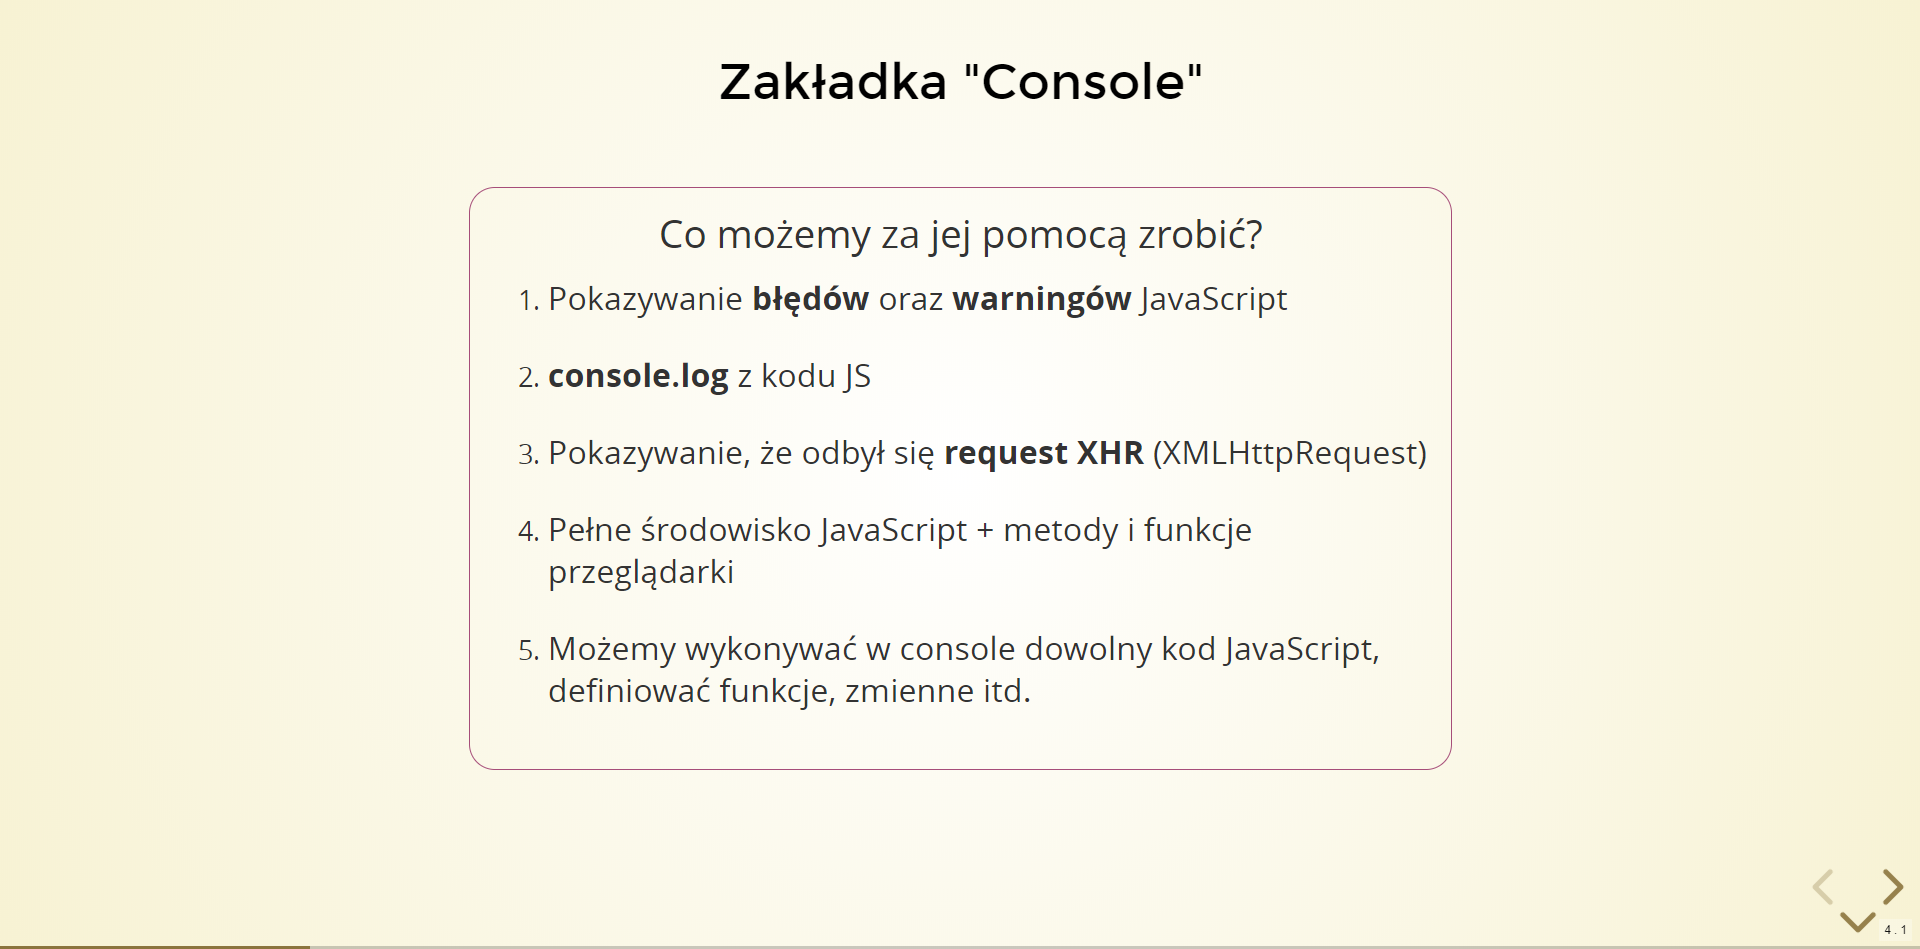 Zakładka "Console"
Co możemy za jej pomocą zrobić?
1. Pokazywanie błędów oraz warningów JavaScript
2. console.log z kodu JS
3. Pokazywanie, że odbył się request XHR (XMLHttpRequest)
4. Pełne środowisko JavaScript + metody i funkcje
przeglądarki
5. Możemy wykonywać w console dowolny kod JavaScript,
definiować funkcje, zmienne itd.
4.1